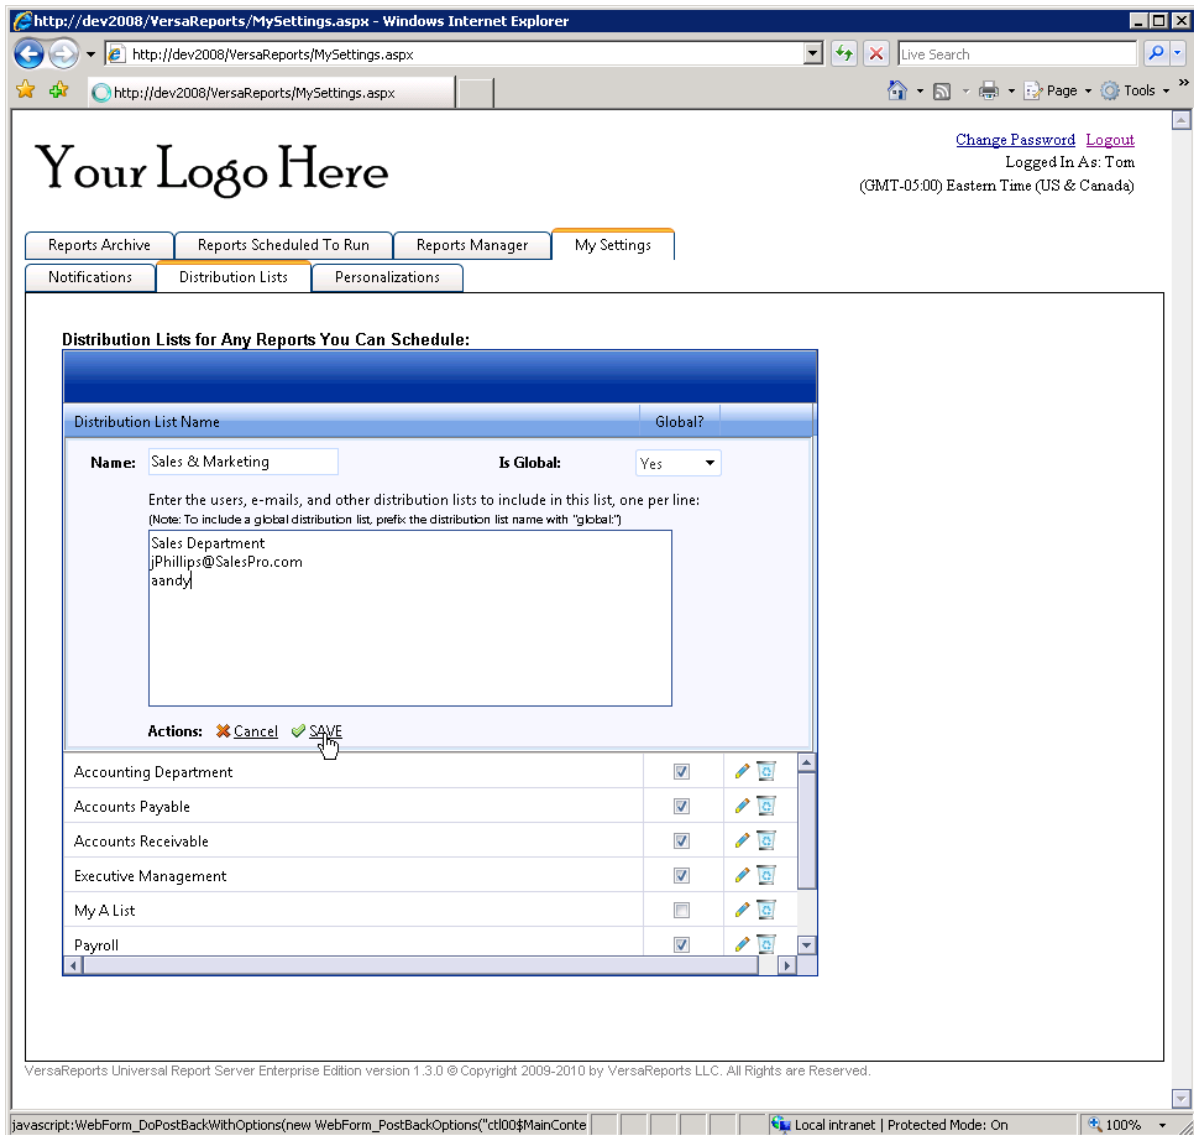 http://dev2008/VersaReports/MySettings.aspx - Windows Internet Explorer
http://dev2008/VersaReports/MySettings.aspx
Live Search
http://dev2008/VersaReports/MySettings.aspx
Page
Tools
Your Logo Here
Change Password Logout
Logged In As: Tom
(GMT-05:00) Eastern Time (US & Canada)
Reports Archive
Reports Scheduled To Run
Reports Manager
My Settings
Notifications
Distribution Lists
Personalizations
Distribution Lists for Any Reports You Can Schedule:
Distribution List Name
Global?
Name: Sales & Marketing
Is Global: Yes
Enter the users, e-mails, and other distribution lists to include in this list, one per line:
(Note: To include a global distribution list, prefix the distribution list name with "global:")
Sales Department
jPhillips@SalesPro.com
aandy
Actions: Cancel SAVE
Accounting Department
Accounts Payable
Accounts Receivable
Executive Management
My A List
Payroll
VersaReports Universal Report Server Enterprise Edition version 1.3.0 © Copyright 2009-2010 by VersaReports LLC. All Rights are Reserved.
javascript:WebForm_DoPostBackWithOptions(new WebForm_PostBackOptions("ctl00$MainConte
Local intranet | Protected Mode: On
100%